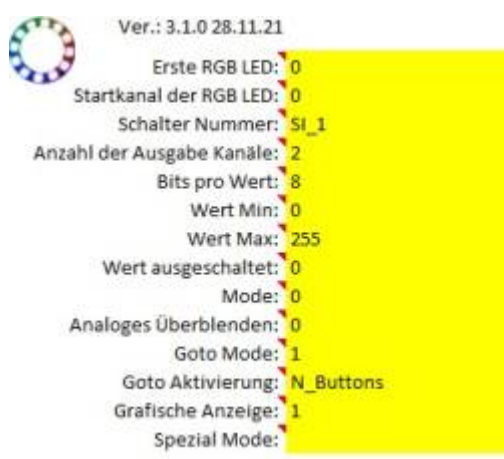 Ver.: 3.1.0 28.11.21
Erste RGB LED: 0
Startkanal der RGB LED: 0
Schalter Nummer: SI_1
Anzahl der Ausgabe Kanäle: 2
Bits pro Wert: 8
Wert Min: 0
Wert Max: 255
Wert ausgeschaltet: 0
Mode: 0
Analoges Überblenden: 0
Goto Mode: 1
Goto Aktivierung: N_Buttons
Grafische Anzeige: 1
Spezial Mode: